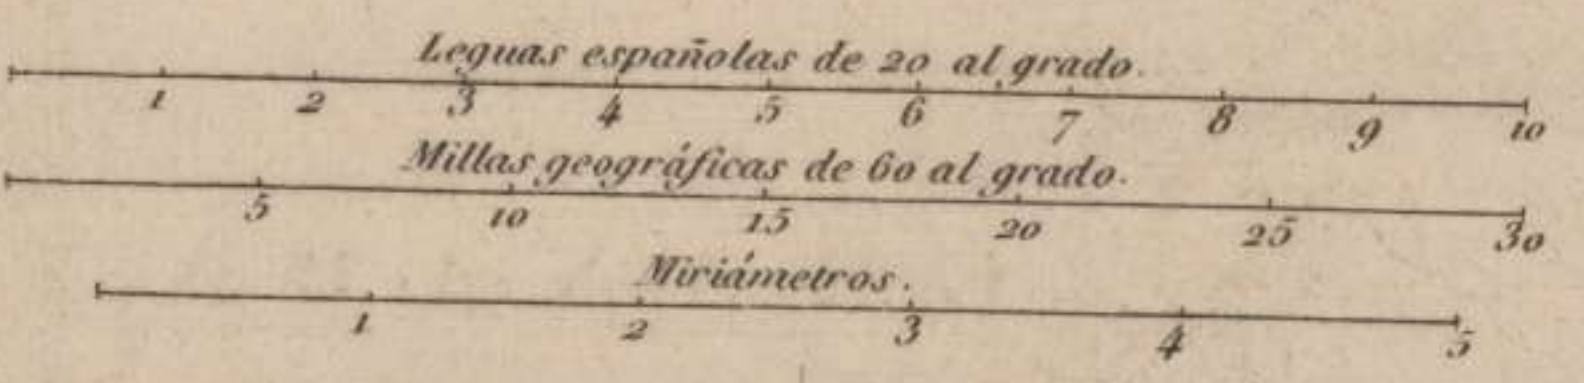 Leguas españolas de 20 al grado.
1 2 3 4 5 6 7 8 9 10
Millas geográficas de 60 al grado.
5 10 15 20 25 30
Miriámetros.
1 2 3 4 5